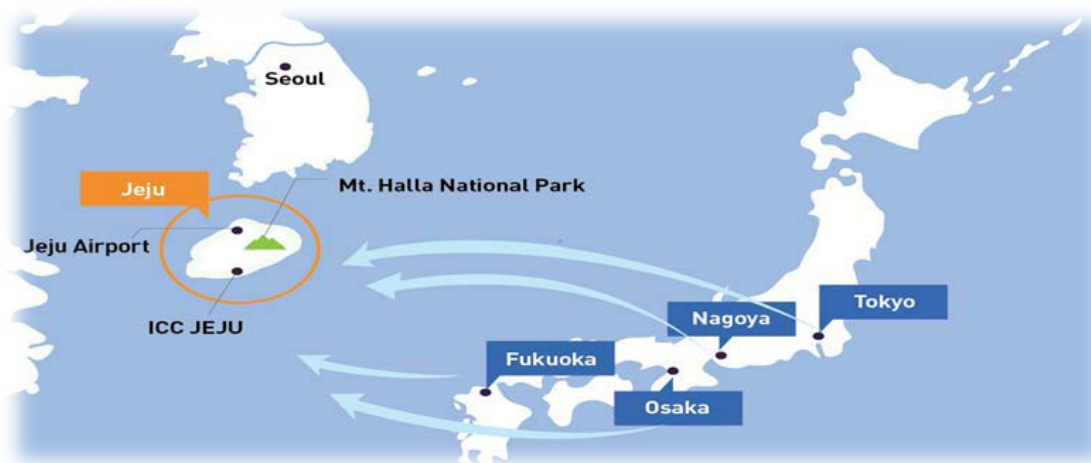 Seoul
Jeju
Mt. Halla National Park
Jeju Airport
ICC JEJU
Tokyo
Nagoya
Fukuoka
Osaka